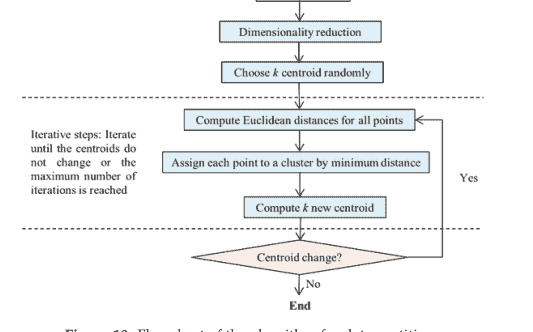 Dimensionality reduction
Choose k centroid randomly
Compute Euclidean distances for all points
Iterative steps: Iterate
until the centroids do
not change or the
maximum number of
iterations is reached
Assign each point to a cluster by minimum distance
Yes
Compute k new centroid
Centroid change?
No
End